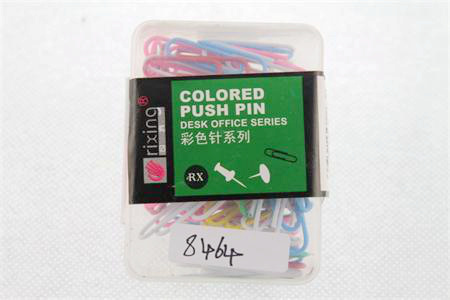 rixing®
COLORED
PUSH PIN
DESK OFFICE SERIES
彩色针系列
RX
8464